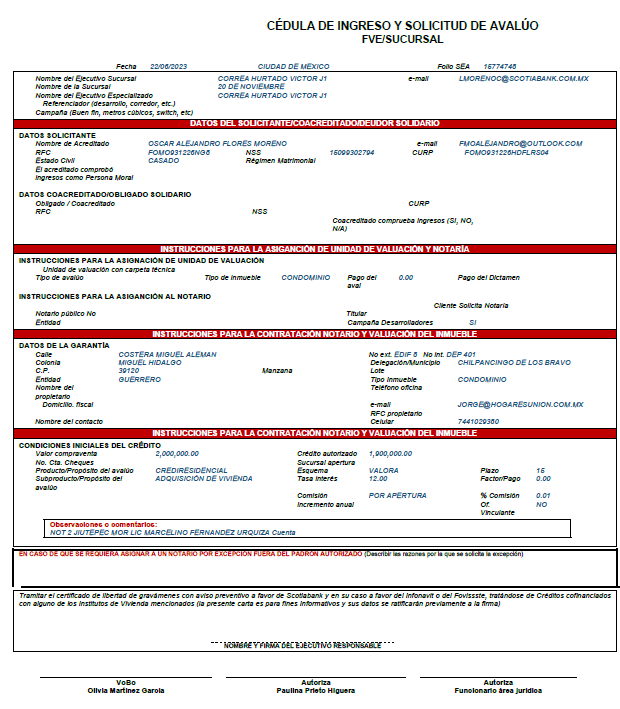 CÉDULA DE INGRESO Y SOLICITUD DE AVALÚO
FVE/SUCURSAL
Fecha 22/06/2023 CIUDAD DE MEXICO Folio SEA 15774748
Nombre del Ejecutivo Sucursal CORREA HURTADO VICTOR J1 e-mail LMORENOC@SCOTIABANK.COM.MX
Nombre de la Sucursal 20 DE NOVIEMBRE
Nombre del Ejecutivo Especializado CORREA HURTADO VICTOR J1
Referenciador (desarrollo, corredor, etc.)
Campaña (Buen fin, metros cúbicos, switch, etc)
DATOS DEL SOLICITANTE/COACREDITADO/DEUDOR SOLIDARIO
DATOS SOLICITANTE
Nombre de Acreditado OSCAR ALEJANDRO FLORES MORENO e-mail FMOALEJANDRO@OUTLOOK.COM
RFC FOMO931226NG8 NSS 15099302794 CURP FOMO931226HDFLRS04
Estado Civil CASADO Régimen Matrimonial
El acreditado comprobó
Ingresos como Persona Moral
DATOS COACREDITADO/OBLIGADO SOLIDARIO
Obligado / Coacreditado CURP
RFC NSS
Coacreditado comprueba ingresos (SI, NO,
N/A)
INSTRUCCIONES PARA LA ASIGANCIÓN DE UNIDAD DE VALUACIÓN Y NOTARÍA
INSTRUCCIONES PARA LA ASIGNACIÓN DE UNIDAD DE VALUACIÓN
Unidad de valuación con carpeta técnica
Tipo de avalúo Tipo de inmueble CONDOMINIO Pago del 0.00 Pago del Dictamen
aval
INSTRUCCIONES PARA LA ASIGANCIÓN AL NOTARIO
Cliente Solicita Notaría
Notario público No Titular
Entidad Campaña Desarrolladores SI
INSTRUCCIONES PARA LA CONTRATACIÓN NOTARIO Y VALUACIÓN DEL INMUEBLE
DATOS DE LA GARANTÍA
Calle COSTERA MIGUEL ALEMAN No ext. EDIF 8 No Int. DEP 401
Colonia MIGUEL HIDALGO Delegación/Municipio CHILPANCINGO DE LOS BRAVO
C.P. 39120 Manzana Lote
Entidad GUERRERO Tipo Inmueble CONDOMINIO
Nombre del Teléfono oficina
propietario
Domicilio. fiscal e-mail JORGE@HOGARESUNION.COM.MX
RFC propietario
Nombre del contacto Celular 7441029360
INSTRUCCIONES PARA LA CONTRATACIÓN NOTARIO Y VALUACIÓN DEL INMUEBLE
CONDICIONES INICIALES DEL CRÉDITO
Valor compraventa 2,000,000.00 Crédito autorizado 1,900,000.00
No. Cta. Cheques Sucursal apertura
Producto/Propósito del avalúo CREDIRESIDENCIAL Esquema VALORA Plazo 15
Subproducto/Propósito del ADQUISICIÓN DE VIVIENDA Tasa Interés 12.00 Factor/Pago 0.00
avalúo
Comisión POR APERTURA % Comisión 0.01
Incremento anual Of. NO
Vinculante
Observaciones o comentarios:
NOT 2 JIUTEPEC MOR LIC MARCELINO FERNANDEZ URQUIZA Cuenta
EN CASO DE QUE SE REQUIERA ASIGNAR A UN NOTARIO POR EXCEPCIÓN FUERA DEL PADRÓN AUTORIZADO (Describir las razones por la que se solicita la excepción)
Tramitar el certificado de libertad de gravámenes con aviso preventivo a favor de Scotiabank y en su caso a favor del Infonavit o del Fovissste, tratándose de Créditos cofinanciados
con alguno de los Institutos de Vivienda mencionados (la presente carta es para fines informativos y sus datos se ratificarán previamente a la firma)
NOMBRE Y FIRMA DEL EJECUTIVO RESPONSABLE
VoBo Autoriza Autoriza
Olivia Martínez García Paulina Prieto Higuera Funcionario área jurídica